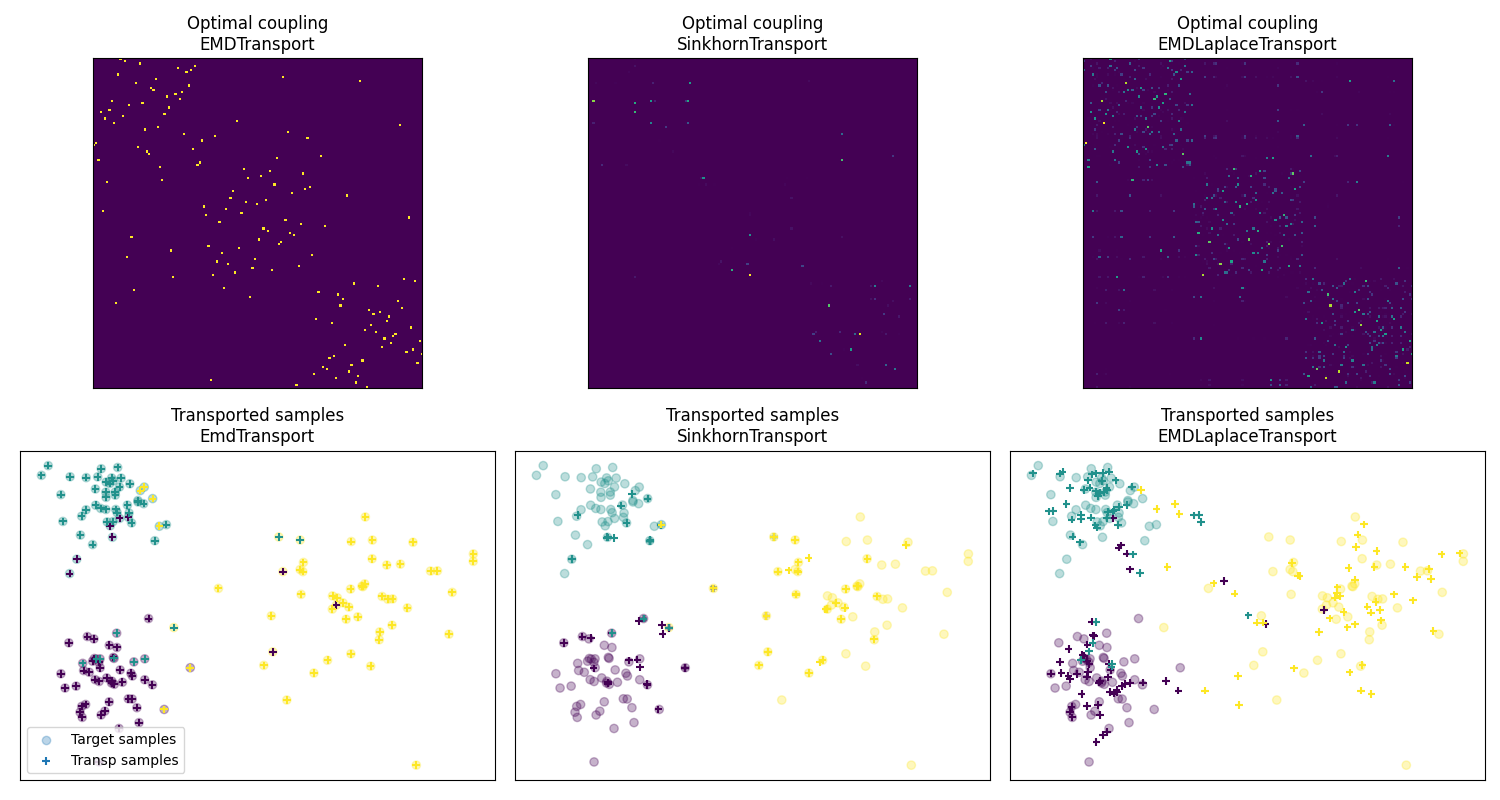 Optimal coupling
EMDTransport
Optimal coupling
SinkhornTransport
Optimal coupling
EMDLaplaceTransport
Transported samples
EmdTransport
Transported samples
SinkhornTransport
Transported samples
EMDLaplaceTransport
Target samples
Transp samples